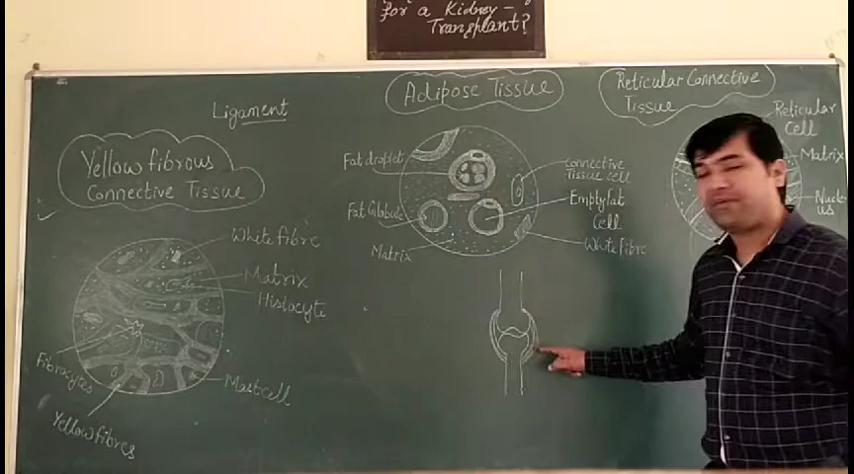 for a Kidney -
Transplant?
Ligament
Yellow fibrous
Connective Tissue
White fibre
Matrix
Histocyte
Fibrocytes
Mast cell
Yellow fibres
Adipose Tissue
Fat droplet
Fat Globule
Matrix
Connective
Tissue cell
Empty fat
Cell
White fibre
Reticular Connective
Tissue
Reticular
Cell
Matrix
Nucle-
us